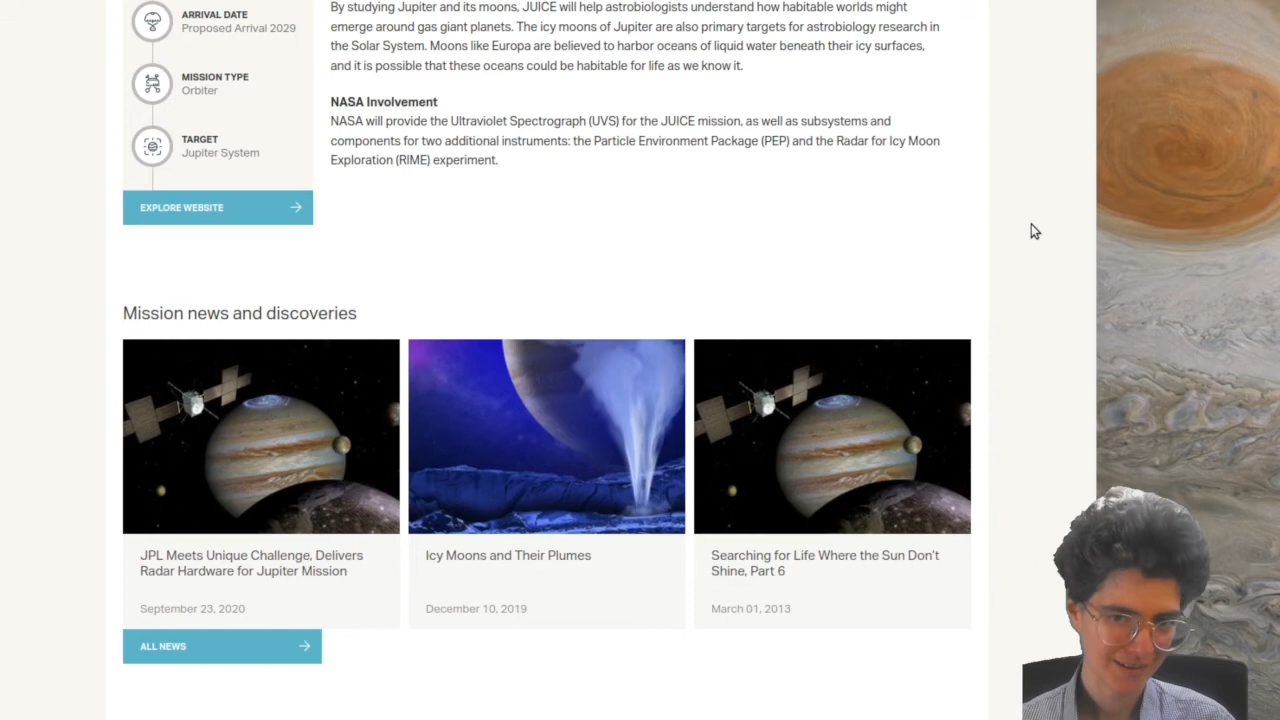 ARRIVAL DATE
Proposed Arrival 2029
MISSION TYPE
Orbiter
TARGET
Jupiter System
EXPLORE WEBSITE
By studying Jupiter and its moons, JUICE will help astrobiologists understand how habitable worlds might
emerge around gas giant planets. The icy moons of Jupiter are also primary targets for astrobiology research in
the Solar System. Moons like Europa are believed to harbor oceans of liquid water beneath their icy surfaces,
and it is possible that these oceans could be habitable for life as we know it.
NASA Involvement
NASA will provide the Ultraviolet Spectrograph (UVS) for the JUICE mission, as well as subsystems and
components for two additional instruments: the Particle Environment Package (PEP) and the Radar for Icy Moon
Exploration (RIME) experiment.
Mission news and discoveries
JPL Meets Unique Challenge, Delivers
Radar Hardware for Jupiter Mission
September 23, 2020
Icy Moons and Their Plumes
December 10, 2019
Searching for Life Where the Sun Don't
Shine, Part 6
March 01, 2013
ALL NEWS